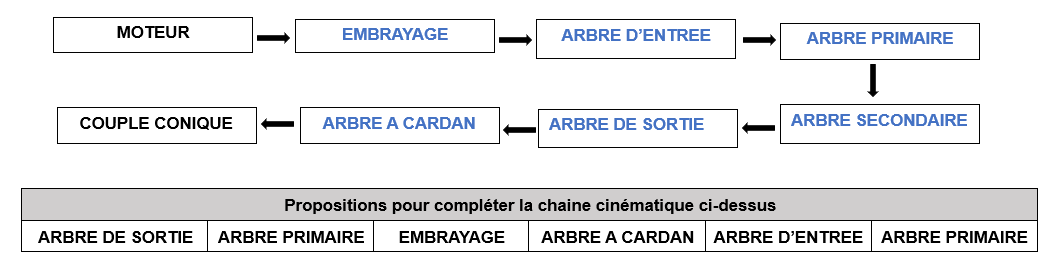 MOTEUR
EMBRAYAGE
ARBRE D’ENTREE
ARBRE PRIMAIRE
COUPLE CONIQUE
ARBRE A CARDAN
ARBRE DE SORTIE
ARBRE SECONDAIRE
Propositions pour compléter la chaine cinématique ci-dessus
ARBRE DE SORTIE
ARBRE PRIMAIRE
EMBRAYAGE
ARBRE A CARDAN
ARBRE D’ENTREE
ARBRE PRIMAIRE